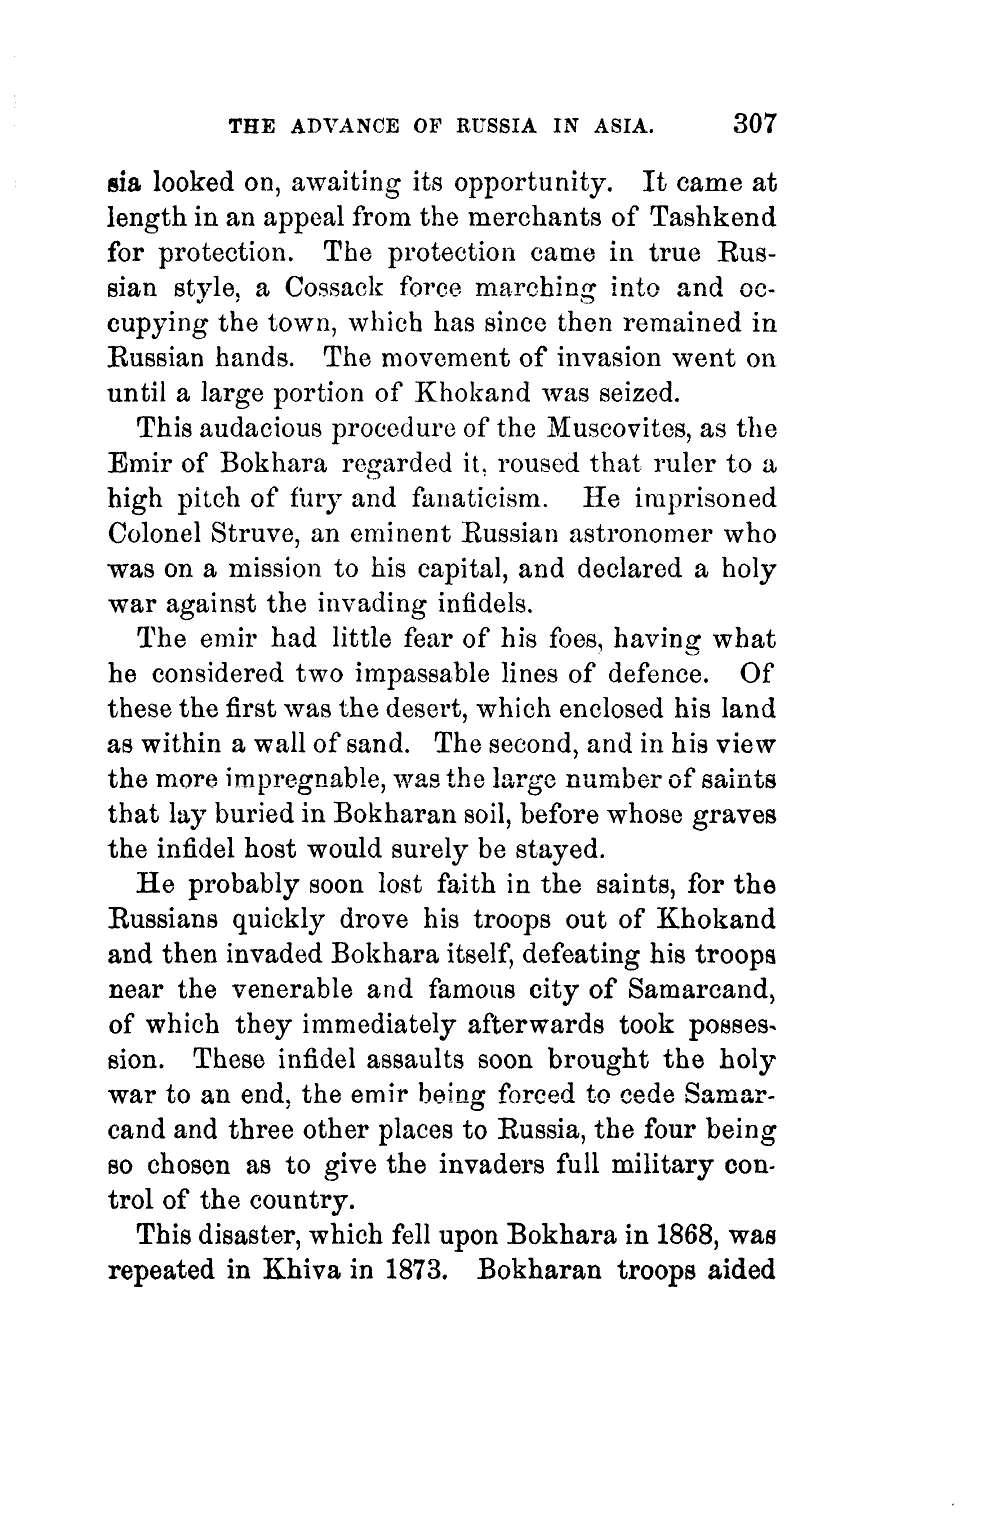 THE ADVANCE OF RUSSIA IN ASIA. 307
sia looked on, awaiting its opportunity. It came at
length in an appeal from the merchants of Tashkend
for protection. The protection came in true Rus-
sian style, a Cossack force marching into and oc-
cupying the town, which has since then remained in
Russian hands. The movement of invasion went on
until a large portion of Khokand was seized.
This audacious procedure of the Muscovites, as the
Emir of Bokhara regarded it, roused that ruler to a
high pitch of fury and fanaticism. He imprisoned
Colonel Struve, an eminent Russian astronomer who
was on a mission to his capital, and declared a holy
war against the invading infidels.
The emir had little fear of his foes, having what
he considered two impassable lines of defence. Of
these the first was the desert, which enclosed his land
as within a wall of sand. The second, and in his view
the more impregnable, was the large number of saints
that lay buried in Bokharan soil, before whose graves
the infidel host would surely be stayed.
He probably soon lost faith in the saints, for the
Russians quickly drove his troops out of Khokand
and then invaded Bokhara itself, defeating his troops
near the venerable and famous city of Samarcand,
of which they immediately afterwards took posses-
sion. These infidel assaults soon brought the holy
war to an end, the emir being forced to cede Samar-
cand and three other places to Russia, the four being
so chosen as to give the invaders full military con-
trol of the country.
This disaster, which fell upon Bokhara in 1868, was
repeated in Khiva in 1873. Bokharan troops aided